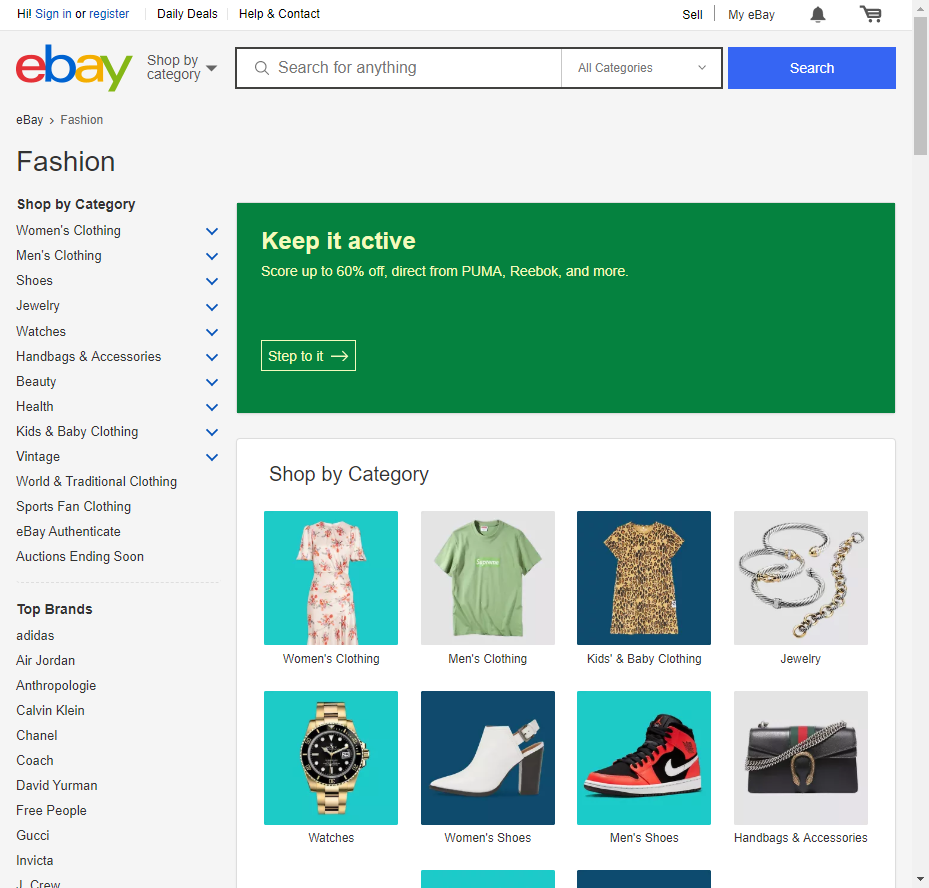 Hi! Sign in or register
Daily Deals
Help & Contact
Sell
My eBay
ebay
Shop by
category
Search for anything
All Categories
Search
eBay > Fashion
Fashion
Shop by Category
Women's Clothing
Men's Clothing
Shoes
Jewelry
Watches
Handbags & Accessories
Beauty
Health
Kids & Baby Clothing
Vintage
World & Traditional Clothing
Sports Fan Clothing
eBay Authenticate
Auctions Ending Soon
Top Brands
adidas
Air Jordan
Anthropologie
Calvin Klein
Chanel
Coach
David Yurman
Free People
Gucci
Invicta
J. Crew
Keep it active
Score up to 60% off, direct from PUMA, Reebok, and more.
Step to it
Shop by Category
Supreme
Women's Clothing
Men's Clothing
Kids' & Baby Clothing
Jewelry
Watches
Women's Shoes
Men's Shoes
Handbags & Accessories